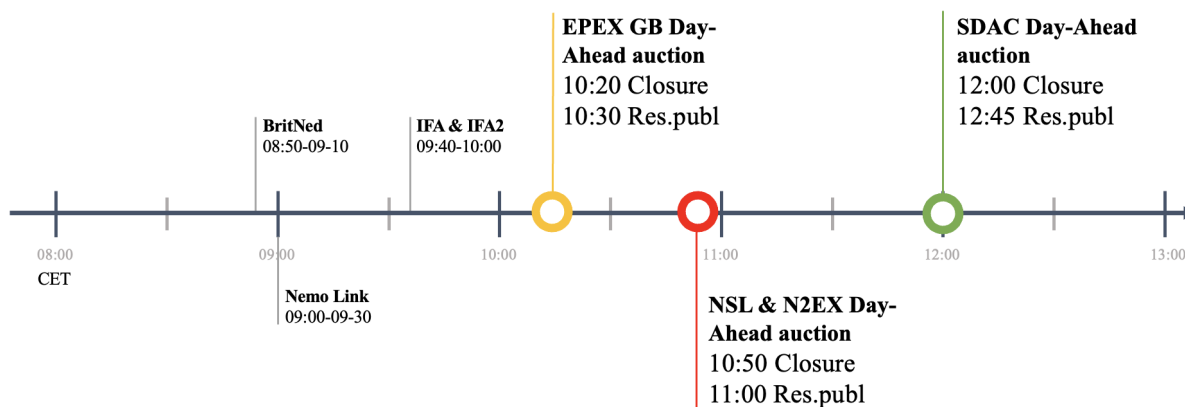 EPEX GB Day-
Ahead auction
10:20 Closure
10:30 Res.publ
SDAC Day-Ahead
auction
12:00 Closure
12:45 Res.publ
BritNed
08:50-09-10
IFA & IFA2
09:40-10:00
08:00
09:00
10:00
11:00
12:00
13:00
CET
Nemo Link
09:00-09-30
NSL & N2EX Day-
Ahead auction
10:50 Closure
11:00 Res.publ